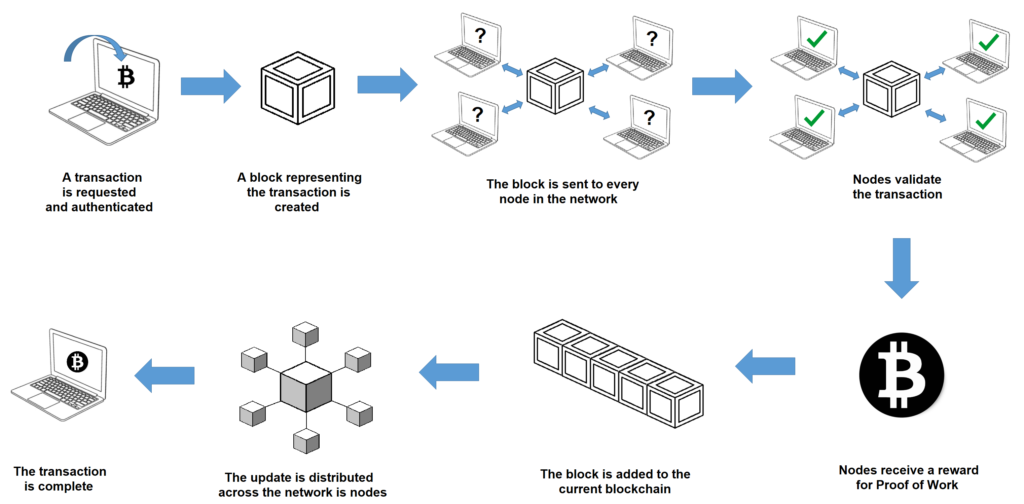 ?
?
?
?
A transaction
is requested
and authenticated
A block representing
the transaction is
created
The block is sent to every
node in the network
Nodes validate
the transaction
The transaction
is complete
The update is distributed
across the network is nodes
The block is added to the
current blockchain
Nodes receive a reward
for Proof of Work